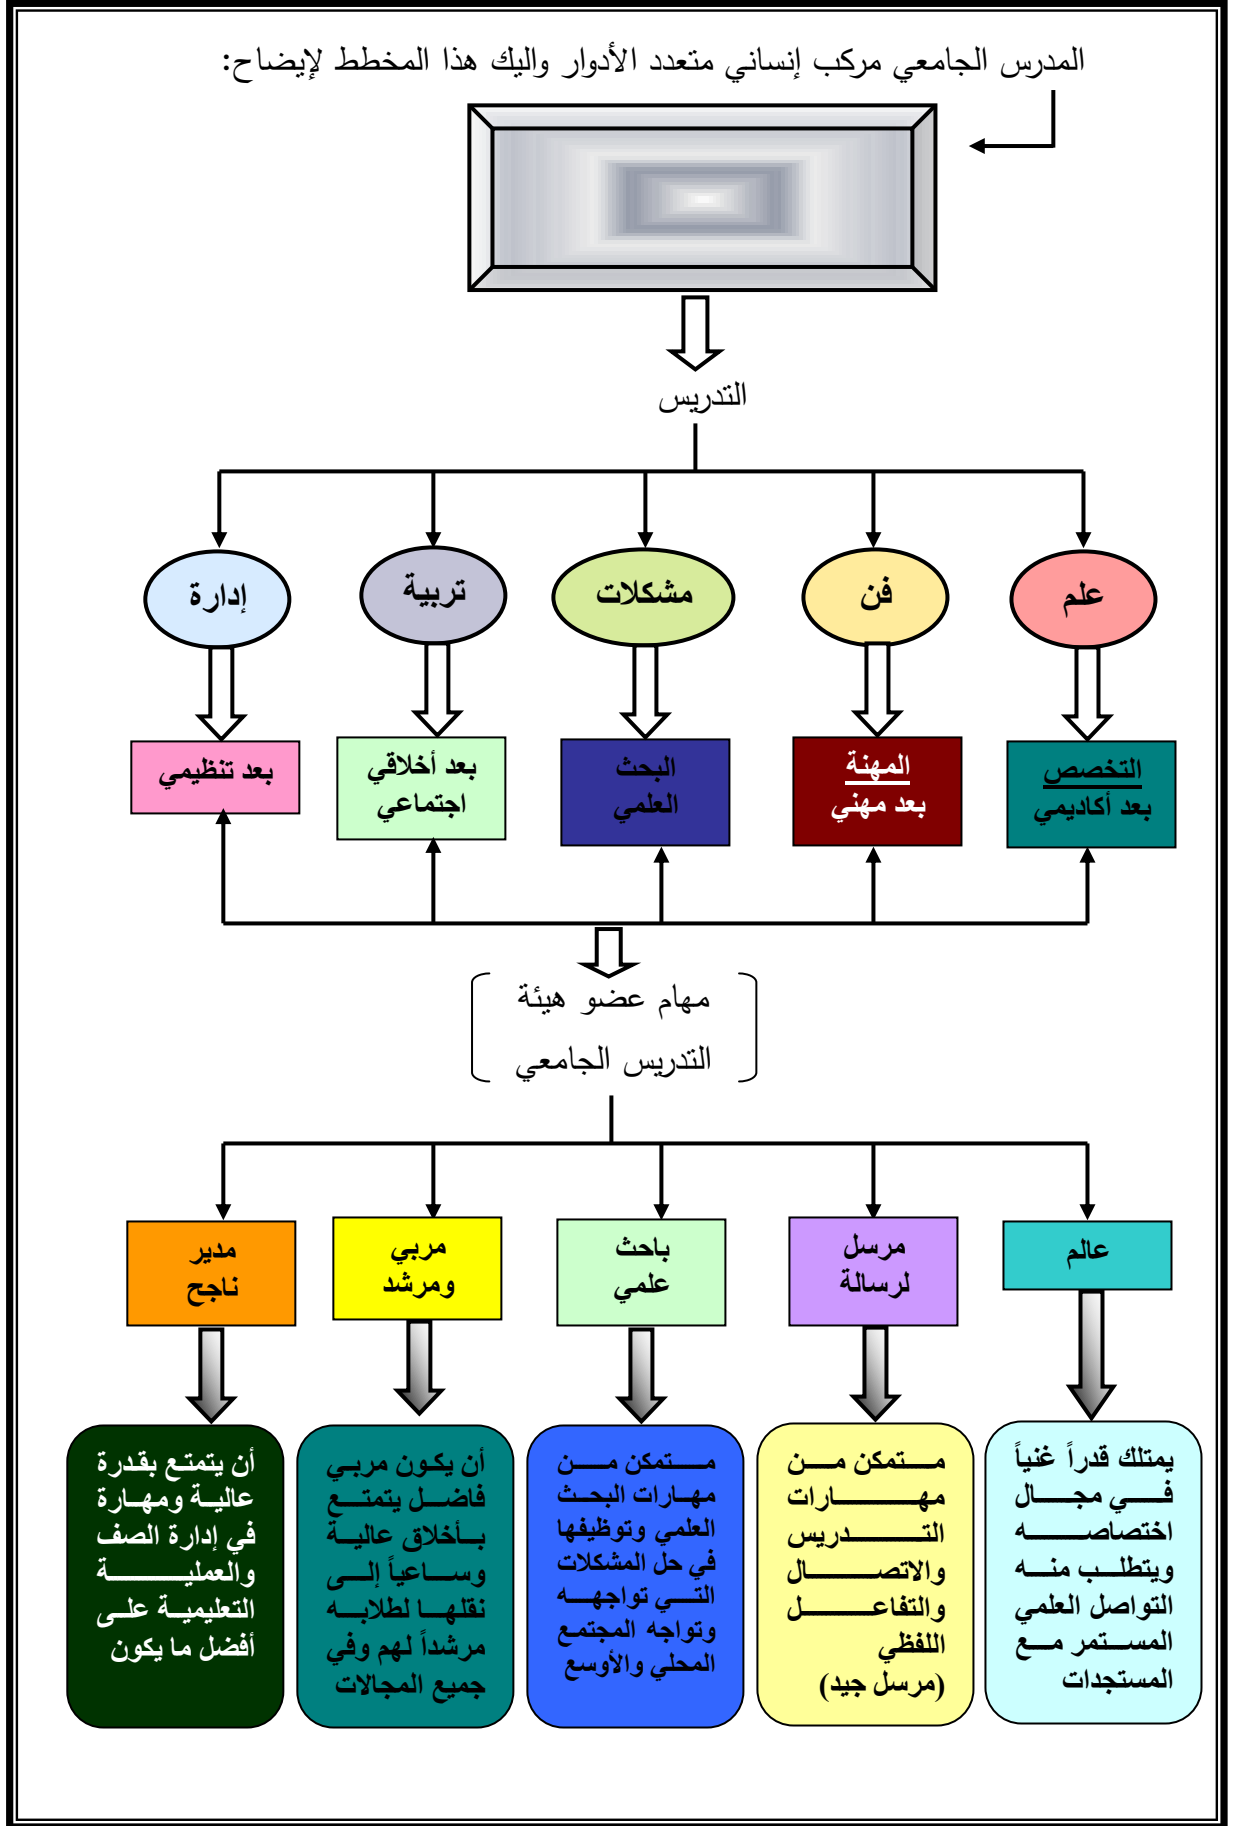 المدرس الجامعي مركب إنساني متعدد الأدوار واليك هذا المخطط لإيضاح:
التدريس
علم
فن
مشكلات
تربية
إدارة
التخصص
بعد أكاديمي
المهنة
بعد مهني
البحث
العلمي
بعد أخلاقي
اجتماعي
بعد تنظيمي
مهام عضو هيئة
التدريس الجامعي
عالم
مرسل
لرسالة
باحث
علمي
مربي
ومرشد
مدير
ناجح
يمتلك قدراً غنياً
في مجال
اختصاصه
ويتطلب منه
التواصل العلمي
المستمر مع
المستجدات
متمكن من
مهارات
التدريس
والاتصال
والتفاعل
اللفظي
(مرسل جيد)
متمكن من
مهارات البحث
العلمي وتوظيفها
في حل المشكلات
التي تواجهه
وتواجه المجتمع
المحلي والأوسع
أن يكون مربي
فاضل يتمتع
بأخلاق عالية
وساعياً إلى
نقلها لطلابه
مرشداً لهم وفي
جميع المجالات
أن يتمتع بقدرة
عالية ومهارة
في إدارة الصف
والعملية
التعليمية على
أفضل ما يكون